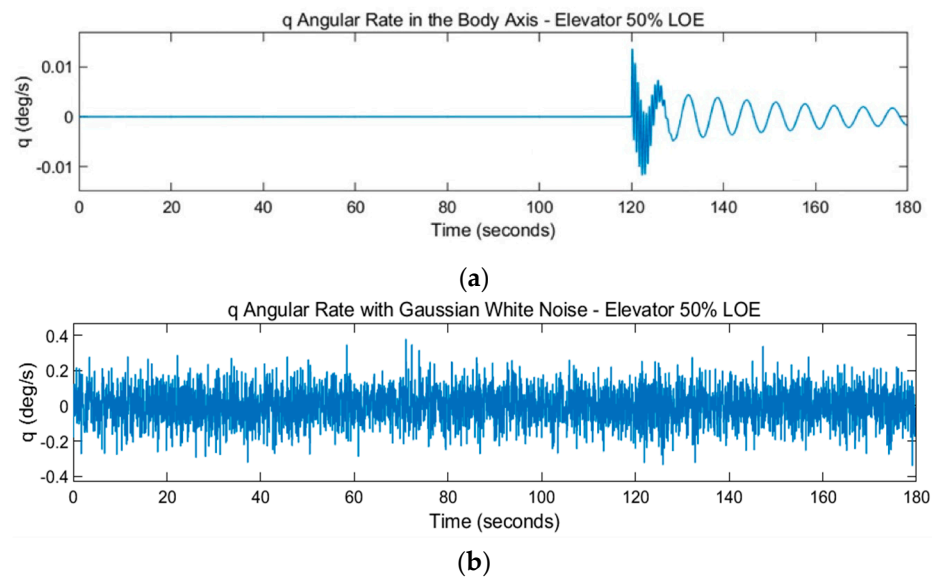 q Angular Rate in the Body Axis - Elevator 50% LOE
q (deg/s)
0.01
0
-0.01
0 20 40 60 80 100 120 140 160 180
Time (seconds)
(a)
q Angular Rate with Gaussian White Noise - Elevator 50% LOE
q (deg/s)
0.4
0.2
0
-0.2
-0.4
0 20 40 60 80 100 120 140 160 180
Time (seconds)
(b)